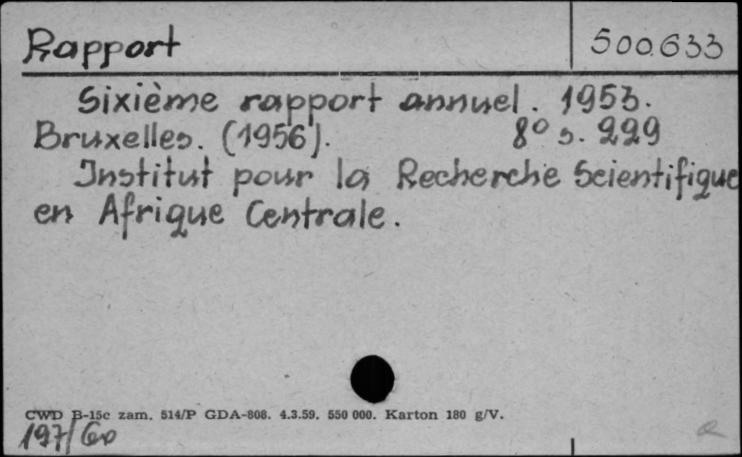 Rapport 500.633
Sixième rapport annuel. 1953.
Bruxelles. (1956). 8° s. 229
Institut pour la Recherche Scientifique
en Afrique Centrale.
CWD B-15c zam. 514/P GDA-808. 4.3.59. 550 000. Karton 180 g/V.
197/60